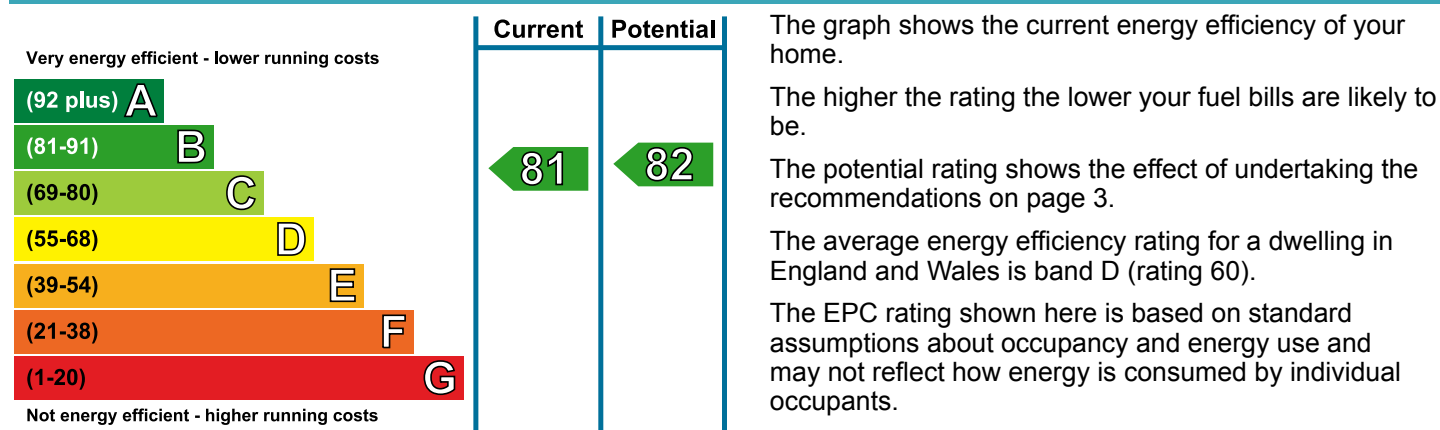 Very energy efficient - lower running costs
(92 plus) A
(81-91) B
(69-80) C
(55-68) D
(39-54) E
(21-38) F
(1-20) G
Not energy efficient - higher running costs
Current Potential
81 82
The graph shows the current energy efficiency of your
home.
The higher the rating the lower your fuel bills are likely to
be.
The potential rating shows the effect of undertaking the
recommendations on page 3.
The average energy efficiency rating for a dwelling in
England and Wales is band D (rating 60).
The EPC rating shown here is based on standard
assumptions about occupancy and energy use and
may not reflect how energy is consumed by individual
occupants.